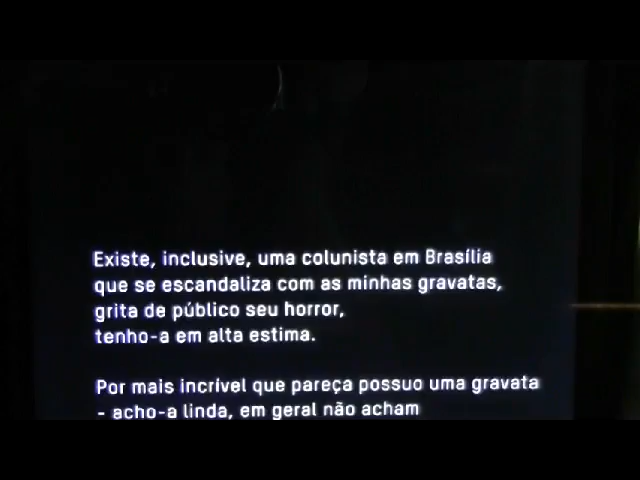 Existe, inclusive, uma colunista em Brasília
que se escandaliza com as minhas gravatas,
grita de público seu horror,
tenho-a em alta estima.
Por mais incrível que pareça possuo uma gravata
- acho-a linda, em geral não acham